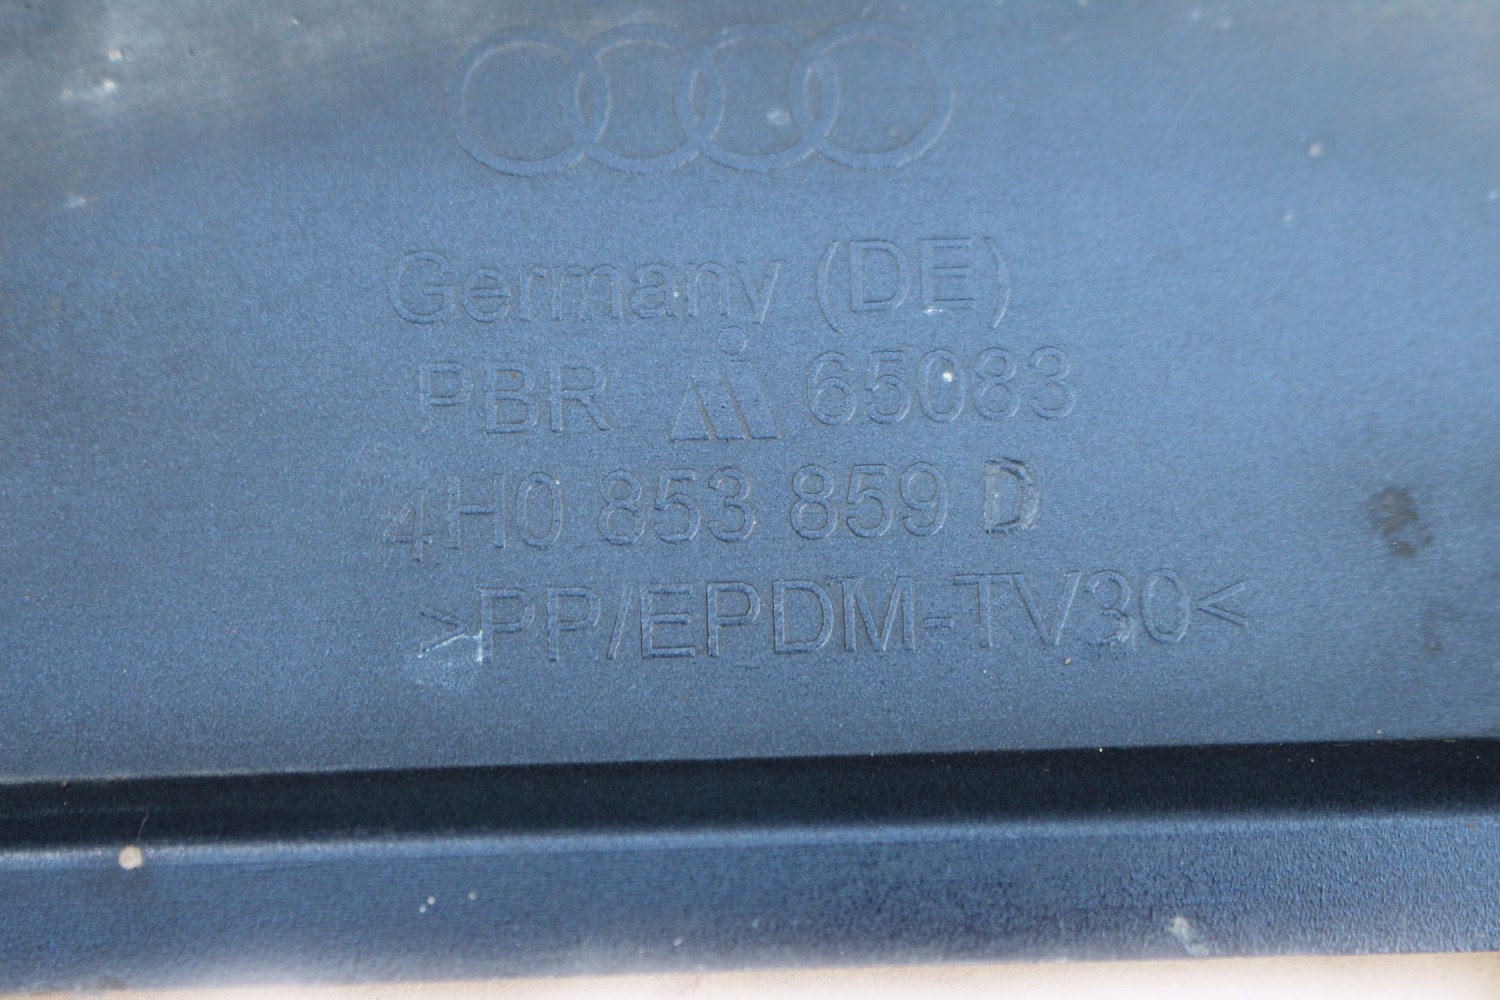 Germany (DE)
PBR 65083
4H0 853 859 D
>PP/EPDM-TV30<